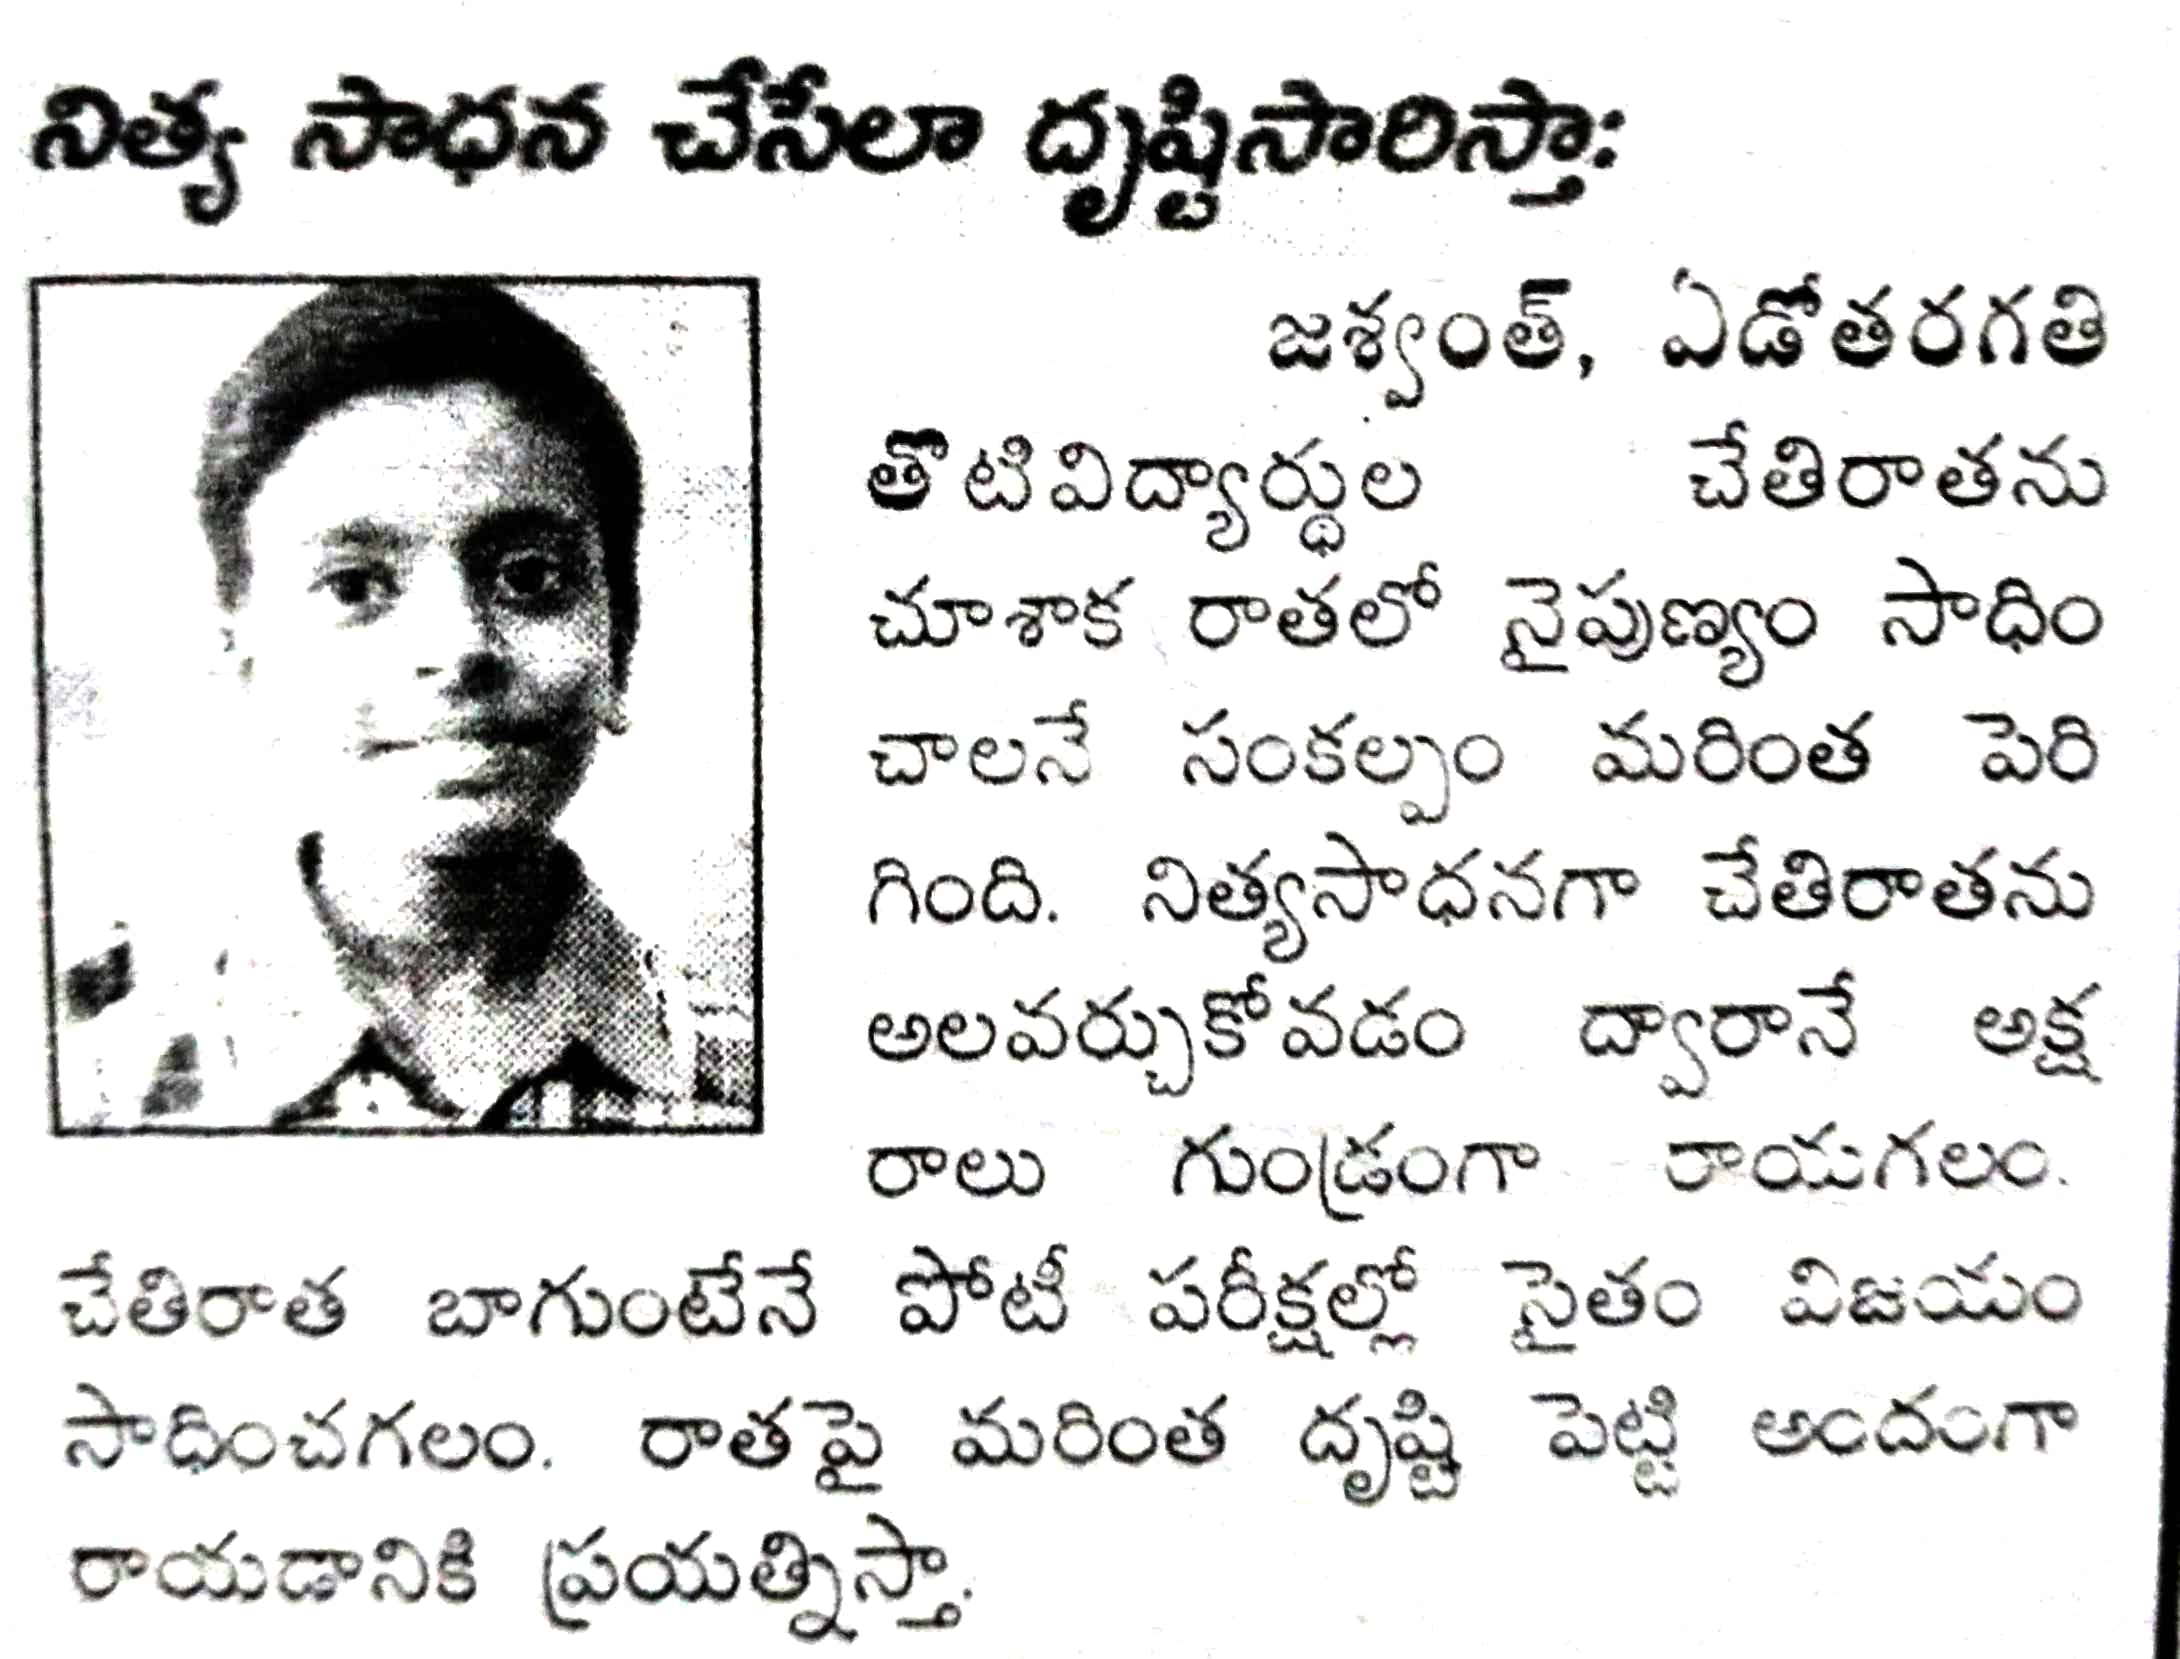 నిత్య సాధన చేసేలా దృష్టిసారిస్తా:
జశ్వంత్, ఏడోతరగతి
తొటివిద్యార్థుల చేతిరాతను
చూశాక రాతలో నైపుణ్యం సాధిం
చాలనే సంకల్పం మరింత పెరి
గింది. నిత్యసాధనగా చేతిరాతను
అలవర్చుకోవడం ద్వారానే అక్ష
రాలు గుండ్రంగా రాయగలం.
చేతిరాత బాగుంటేనే పోటీ పరీక్షల్లో సైతం విజయం
సాధించగలం. రాతపై మరింత దృష్టి పెట్టి అందంగా
రాయడానికి ప్రయత్నిస్తా.